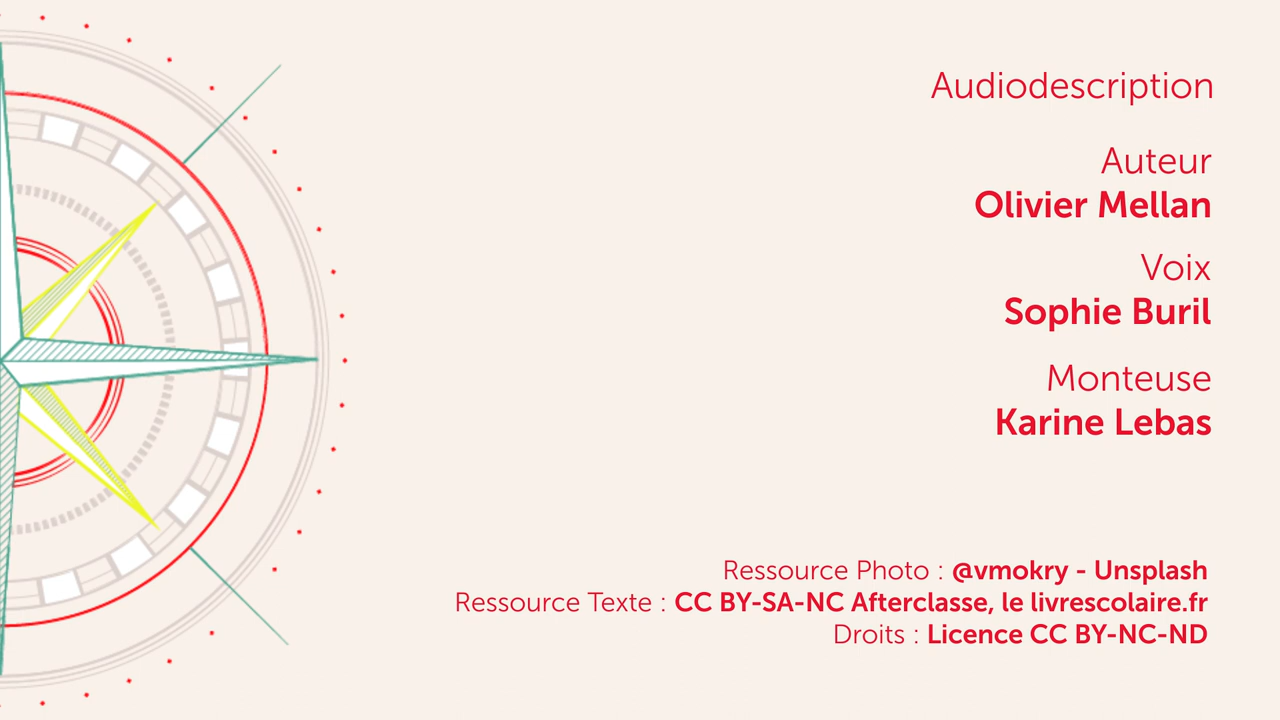 Audiodescription
Auteur
Olivier Mellan
Voix
Sophie Buril
Monteuse
Karine Lebas
Ressource Photo : @vmokry - Unsplash
Ressource Texte : CC BY-SA-NC Afterclasse, le livrescolaire.fr
Droits : Licence CC BY-NC-ND